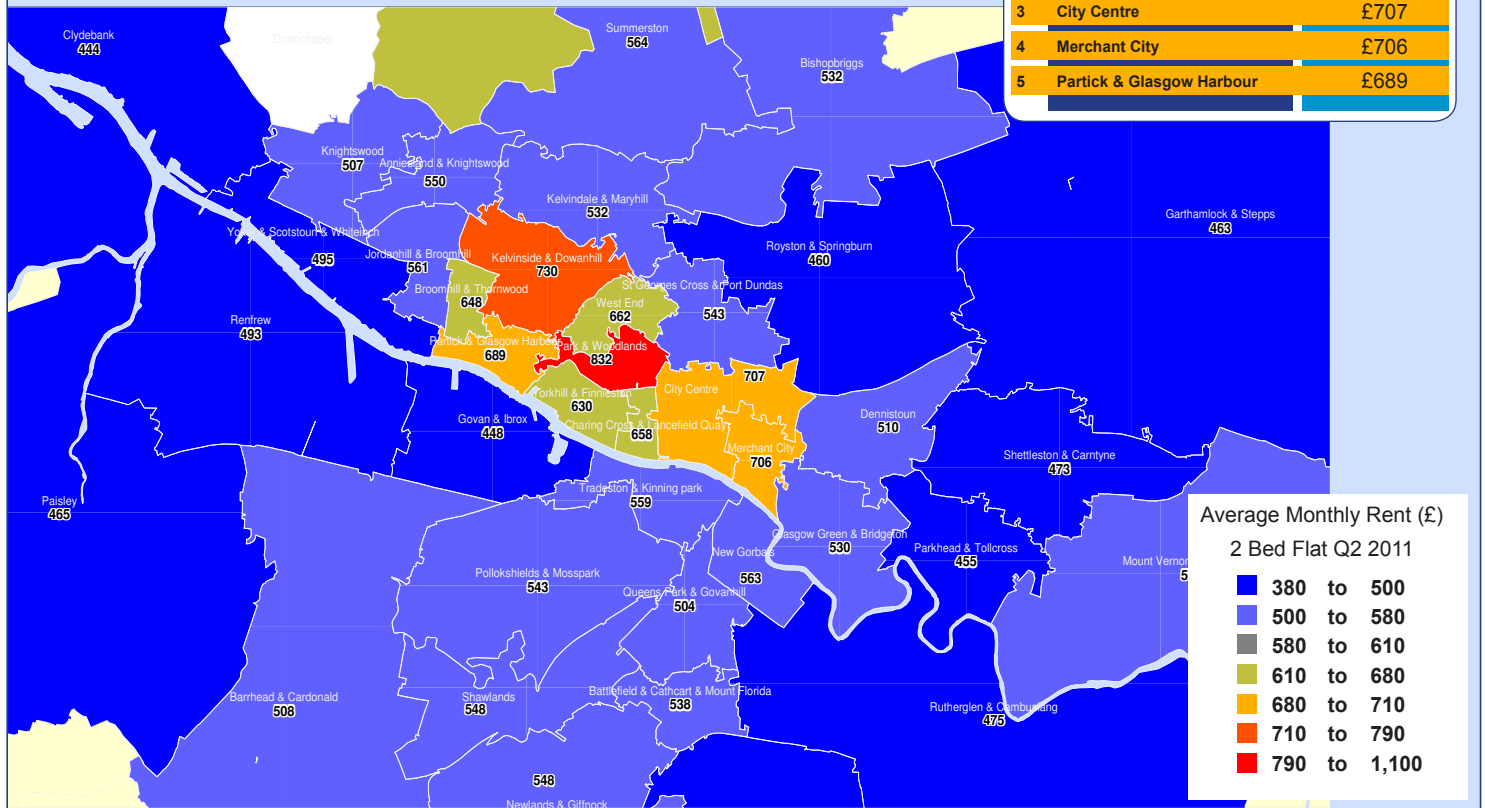 3 City Centre £707
4 Merchant City £706
5 Partick & Glasgow Harbour £689
Clydebank
444
Drumchapel
Summerston
564
Bishopbriggs
532
Knightswood
507
Anniesland & Knightswood
550
Kelvindale & Maryhill
532
Garthamlock & Stepps
463
Yoker & Scotstoun & Whiteinch
495
Jordanhill & Broomhill
561
Kelvinside & Dowanhill
730
Royston & Springburn
460
Broomhill & Thornwood
648
St Georges Cross & Port Dundas
543
West End
662
Renfrew
493
Partick & Glasgow Harbour
689
Park & Woodlands
832
707
City Centre
Yorkhill & Finnieston
630
Govan & Ibrox
448
Charing Cross & Lancefield Quay
658
Dennistoun
510
Merchant City
706
Shettleston & Carntyne
473
Paisley
465
Tradeston & Kinning park
559
Glasgow Green & Bridgeton
530
Parkhead & Tollcross
455
New Gorbals
563
Mount Vernon
5
Pollokshields & Mosspark
543
Queens Park & Govanhill
504
Barrhead & Cardonald
508
Shawlands
548
Battlefield & Cathcart & Mount Florida
538
Rutherglen & Cambuslang
475
548
Newlands & Giffnock
Average Monthly Rent (£)
2 Bed Flat Q2 2011
380 to 500
500 to 580
580 to 610
610 to 680
680 to 710
710 to 790
790 to 1,100